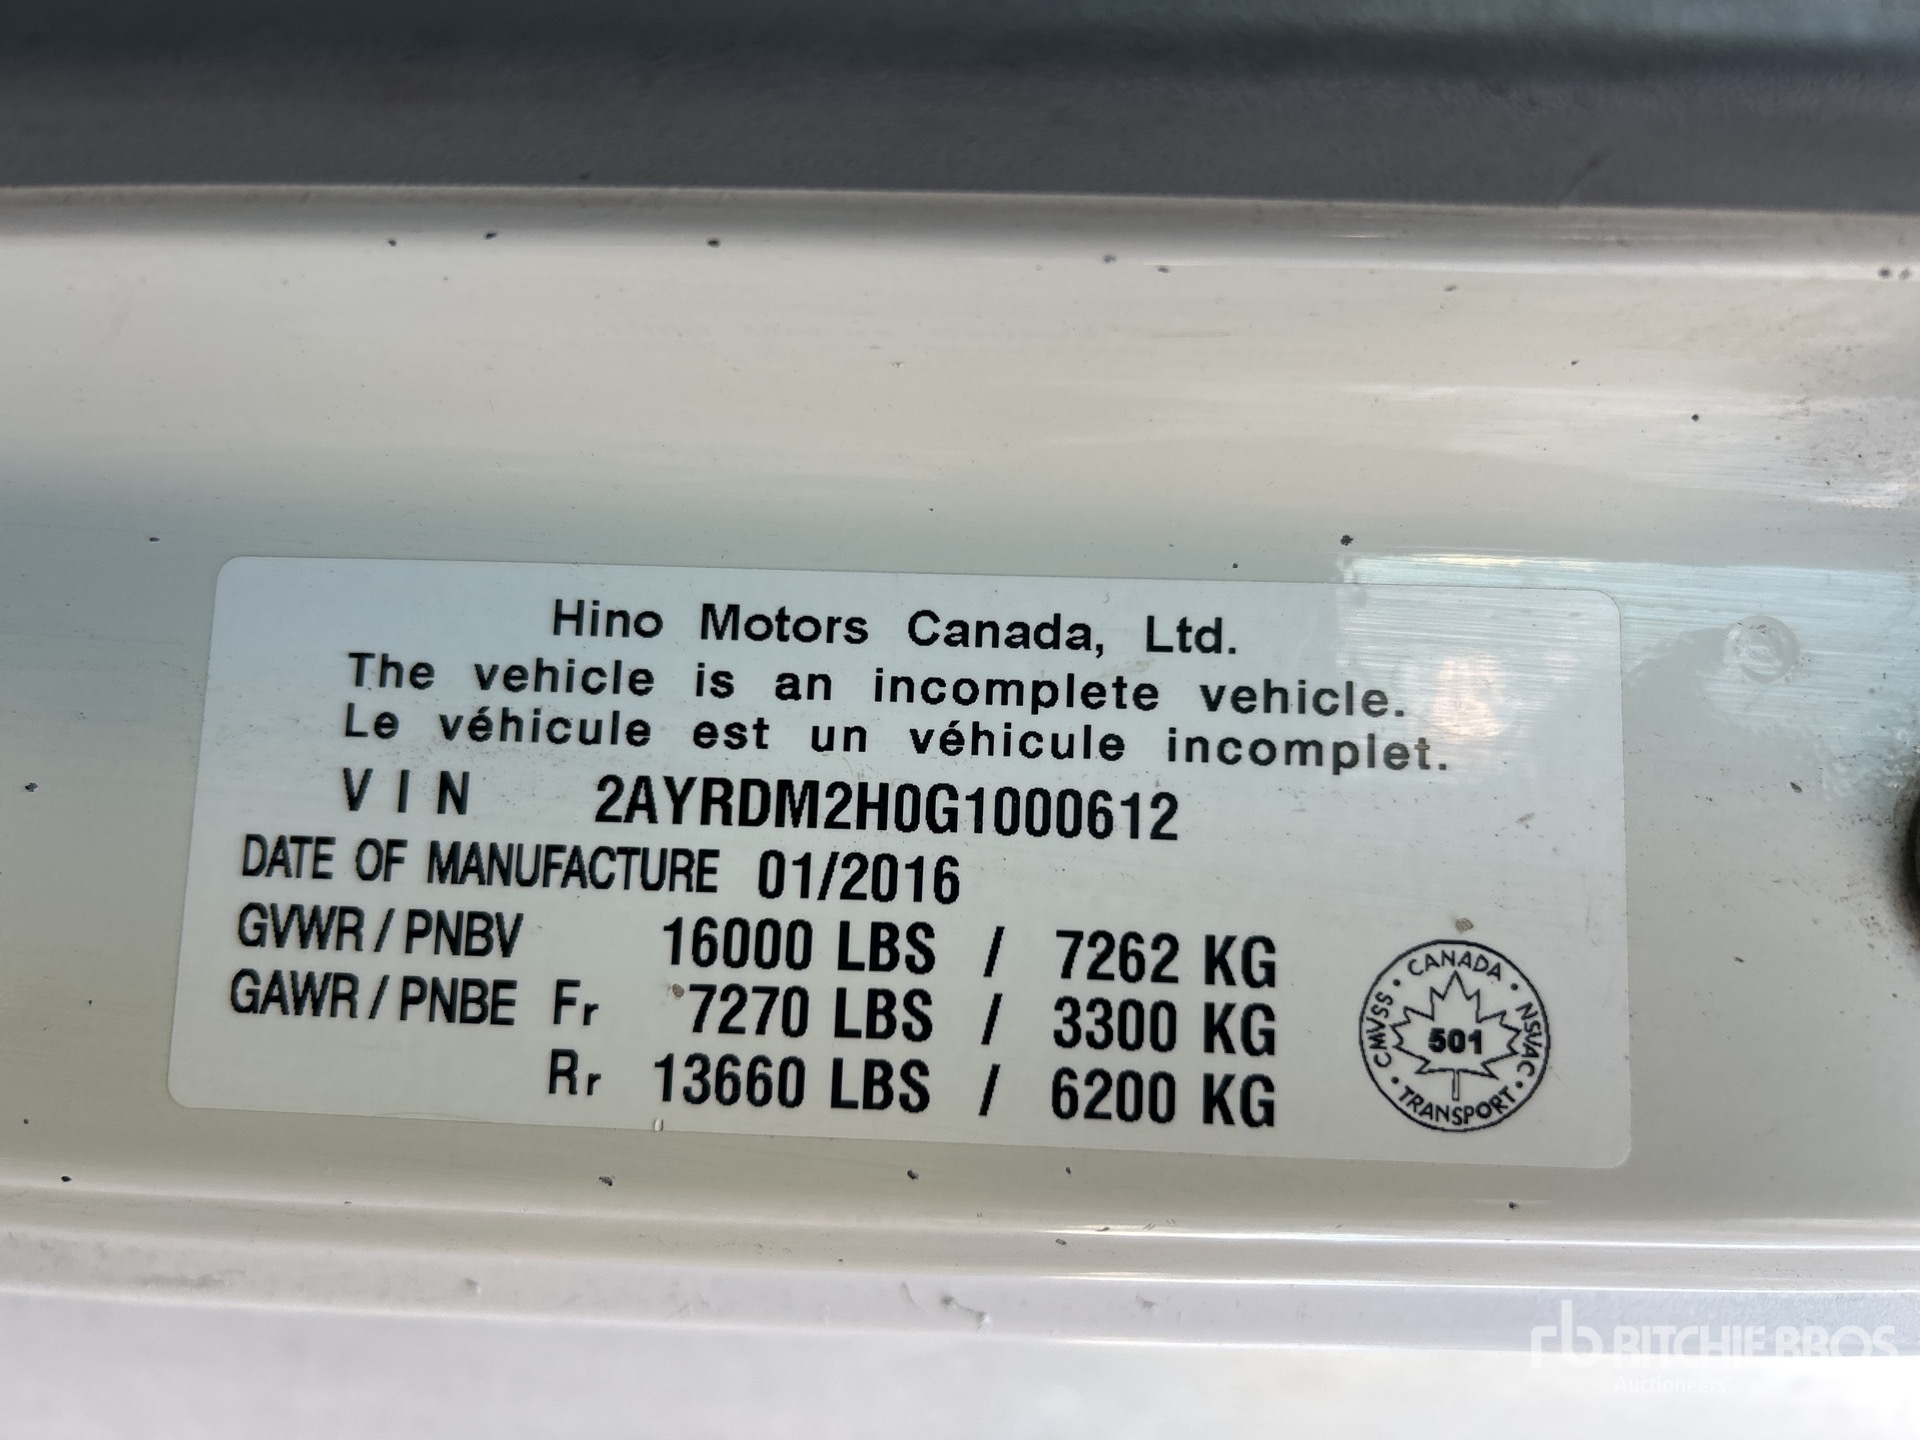 Hino Motors Canada, Ltd.
The vehicle is an incomplete vehicle.
Le véhicule est un véhicule incomplet.
VIN 2AYRDM2H0G1000612
DATE OF MANUFACTURE 01/2016
GVWR / PNBV 16000 LBS / 7262 KG
GAWR / PNBE Fr 7270 LBS / 3300 KG
Rr 13660 LBS / 6200 KG
CANADA · NSVAC · TRANSPORT · CMVSS ·
501
rb RITCHIE BROS
Auctioneers